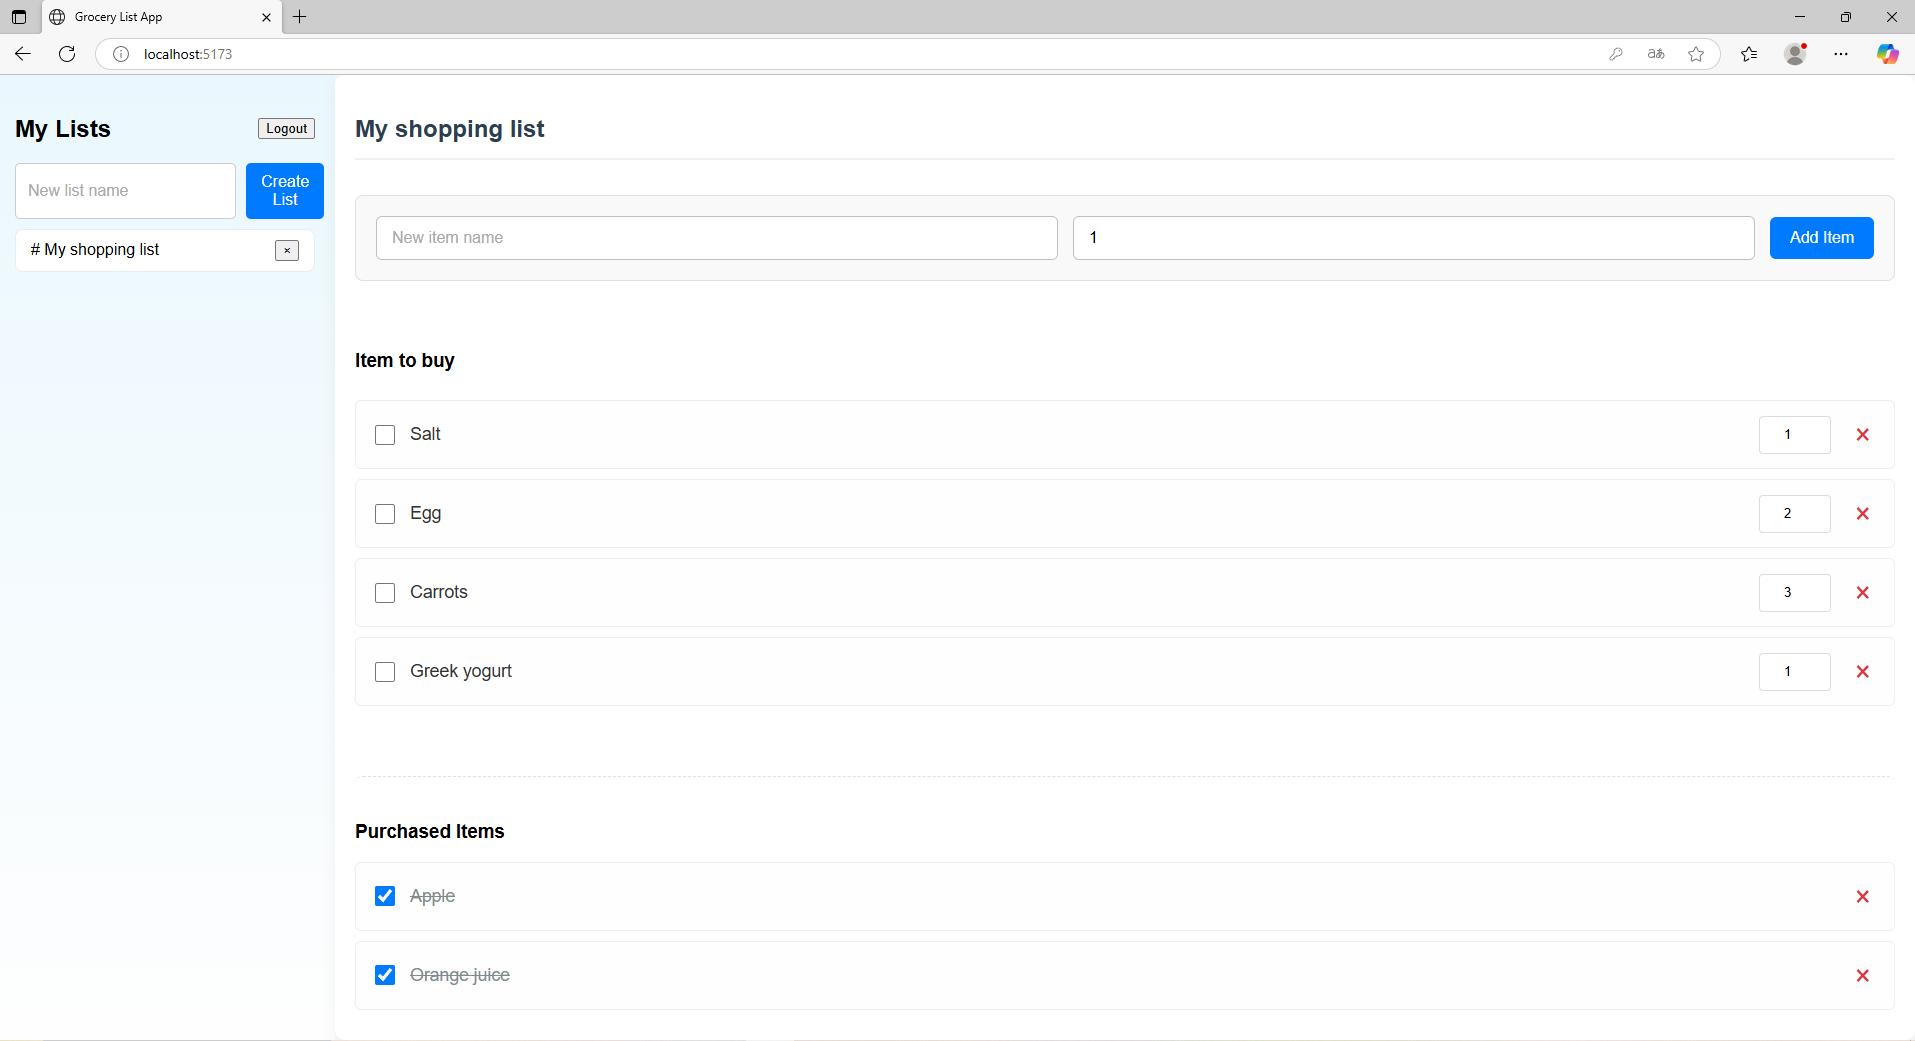 Grocery List App
localhost:5173
My Lists
Logout
New list name
Create
List
# My shopping list
×
My shopping list
New item name
1
Add Item
Item to buy
Salt
1
×
Egg
2
×
Carrots
3
×
Greek yogurt
1
×
Purchased Items
Apple
×
Orange juice
×